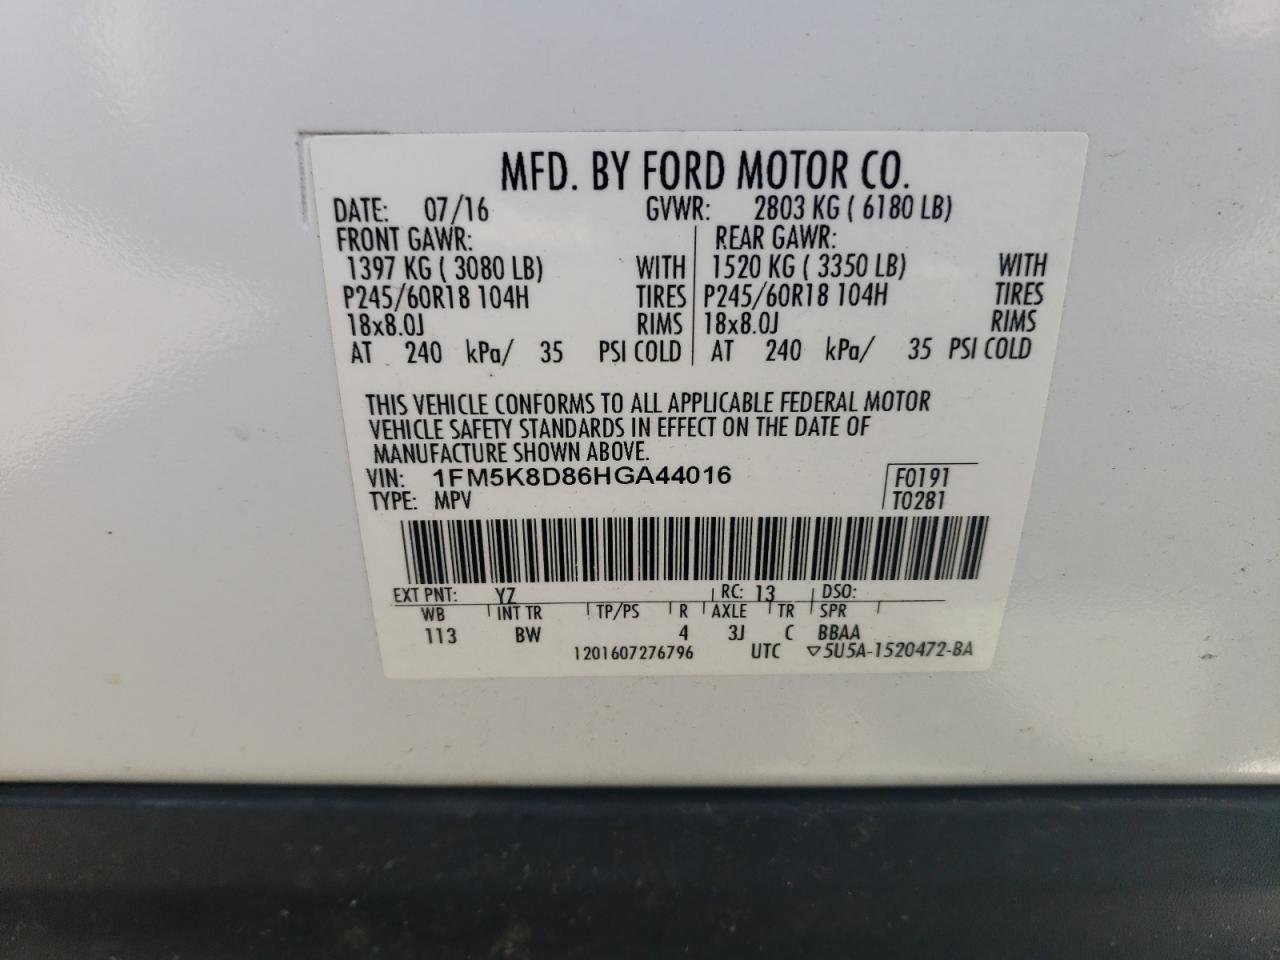 MFD. BY FORD MOTOR CO.
DATE: 07/16 GVWR: 2803 KG ( 6180 LB)
FRONT GAWR: REAR GAWR:
1397 KG ( 3080 LB) WITH 1520 KG ( 3350 LB) WITH
P245/60R18 104H TIRES P245/60R18 104H TIRES
18x8.0J RIMS 18x8.0J RIMS
AT 240 kPa/ 35 PSI COLD AT 240 kPa/ 35 PSI COLD
THIS VEHICLE CONFORMS TO ALL APPLICABLE FEDERAL MOTOR
VEHICLE SAFETY STANDARDS IN EFFECT ON THE DATE OF
MANUFACTURE SHOWN ABOVE.
VIN: 1FM5K8D86HGA44016 F0191
TYPE: MPV T0281
EXT PNT: YZ RC: 13 DSO:
WB INT TR TP/PS R AXLE TR SPR
113 BW 4 3J C BBAA
1201607276796 UTC ▽5U5A-1520472-BA